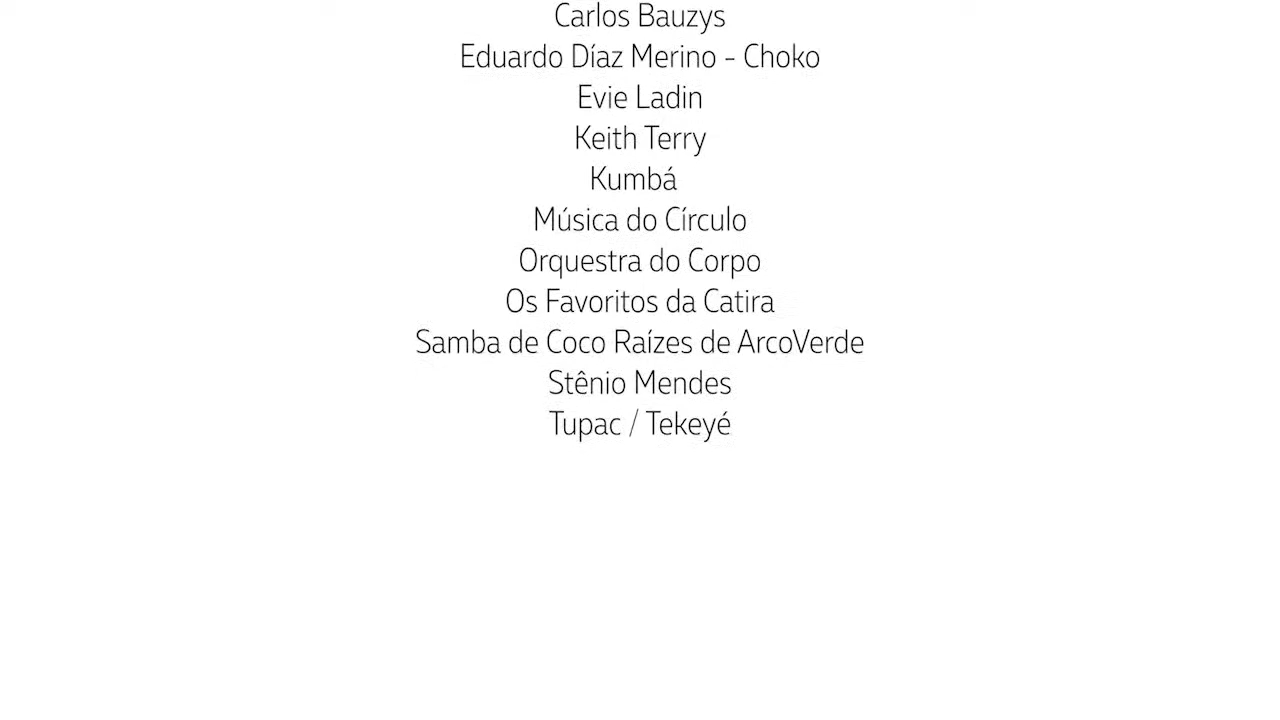 Carlos Bauzys
Eduardo Díaz Merino - Choko
Evie Ladin
Keith Terry
Kumbá
Música do Círculo
Orquestra do Corpo
Os Favoritos da Catira
Samba de Coco Raízes de ArcoVerde
Stênio Mendes
Tupac / Tekeyé